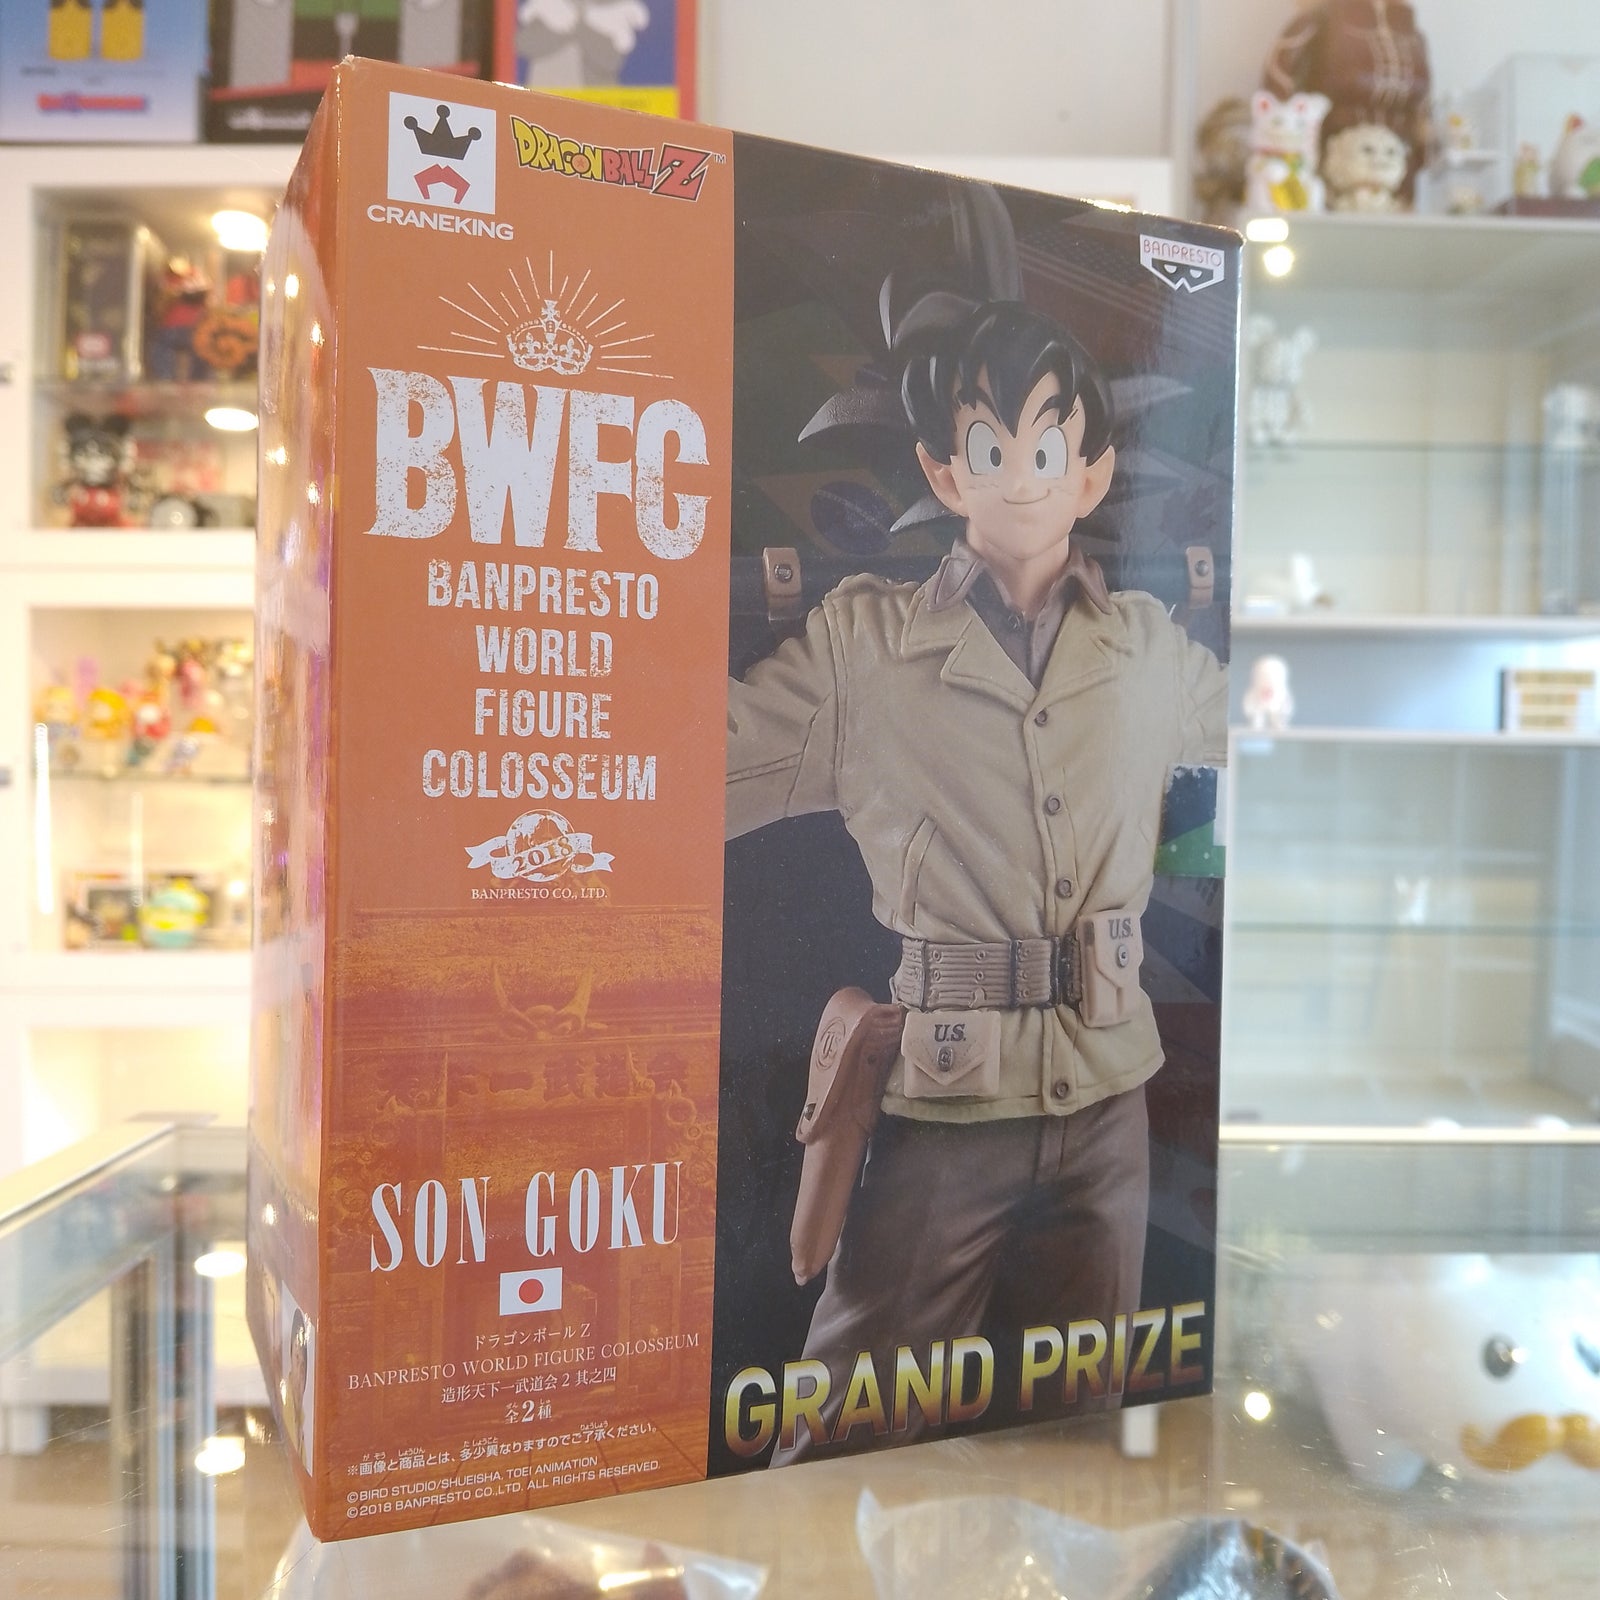 CRANEKING
DRAGON BALL Z™
BWFC
BANPRESTO
WORLD
FIGURE
COLOSSEUM
2018
BANPRESTO CO., LTD.
SON GOKU
ドラゴンボールZ
BANPRESTO WORLD FIGURE COLOSSEUM
造形天下一武道会2 其之四
全2種
※画像と商品とは、多少異なりますのでご了承ください。
©BIRD STUDIO/SHUEISHA, TOEI ANIMATION
©2018 BANPRESTO CO.,LTD. ALL RIGHTS RESERVED.
BANPRESTO
U.S.
U.S.
GRAND PRIZE